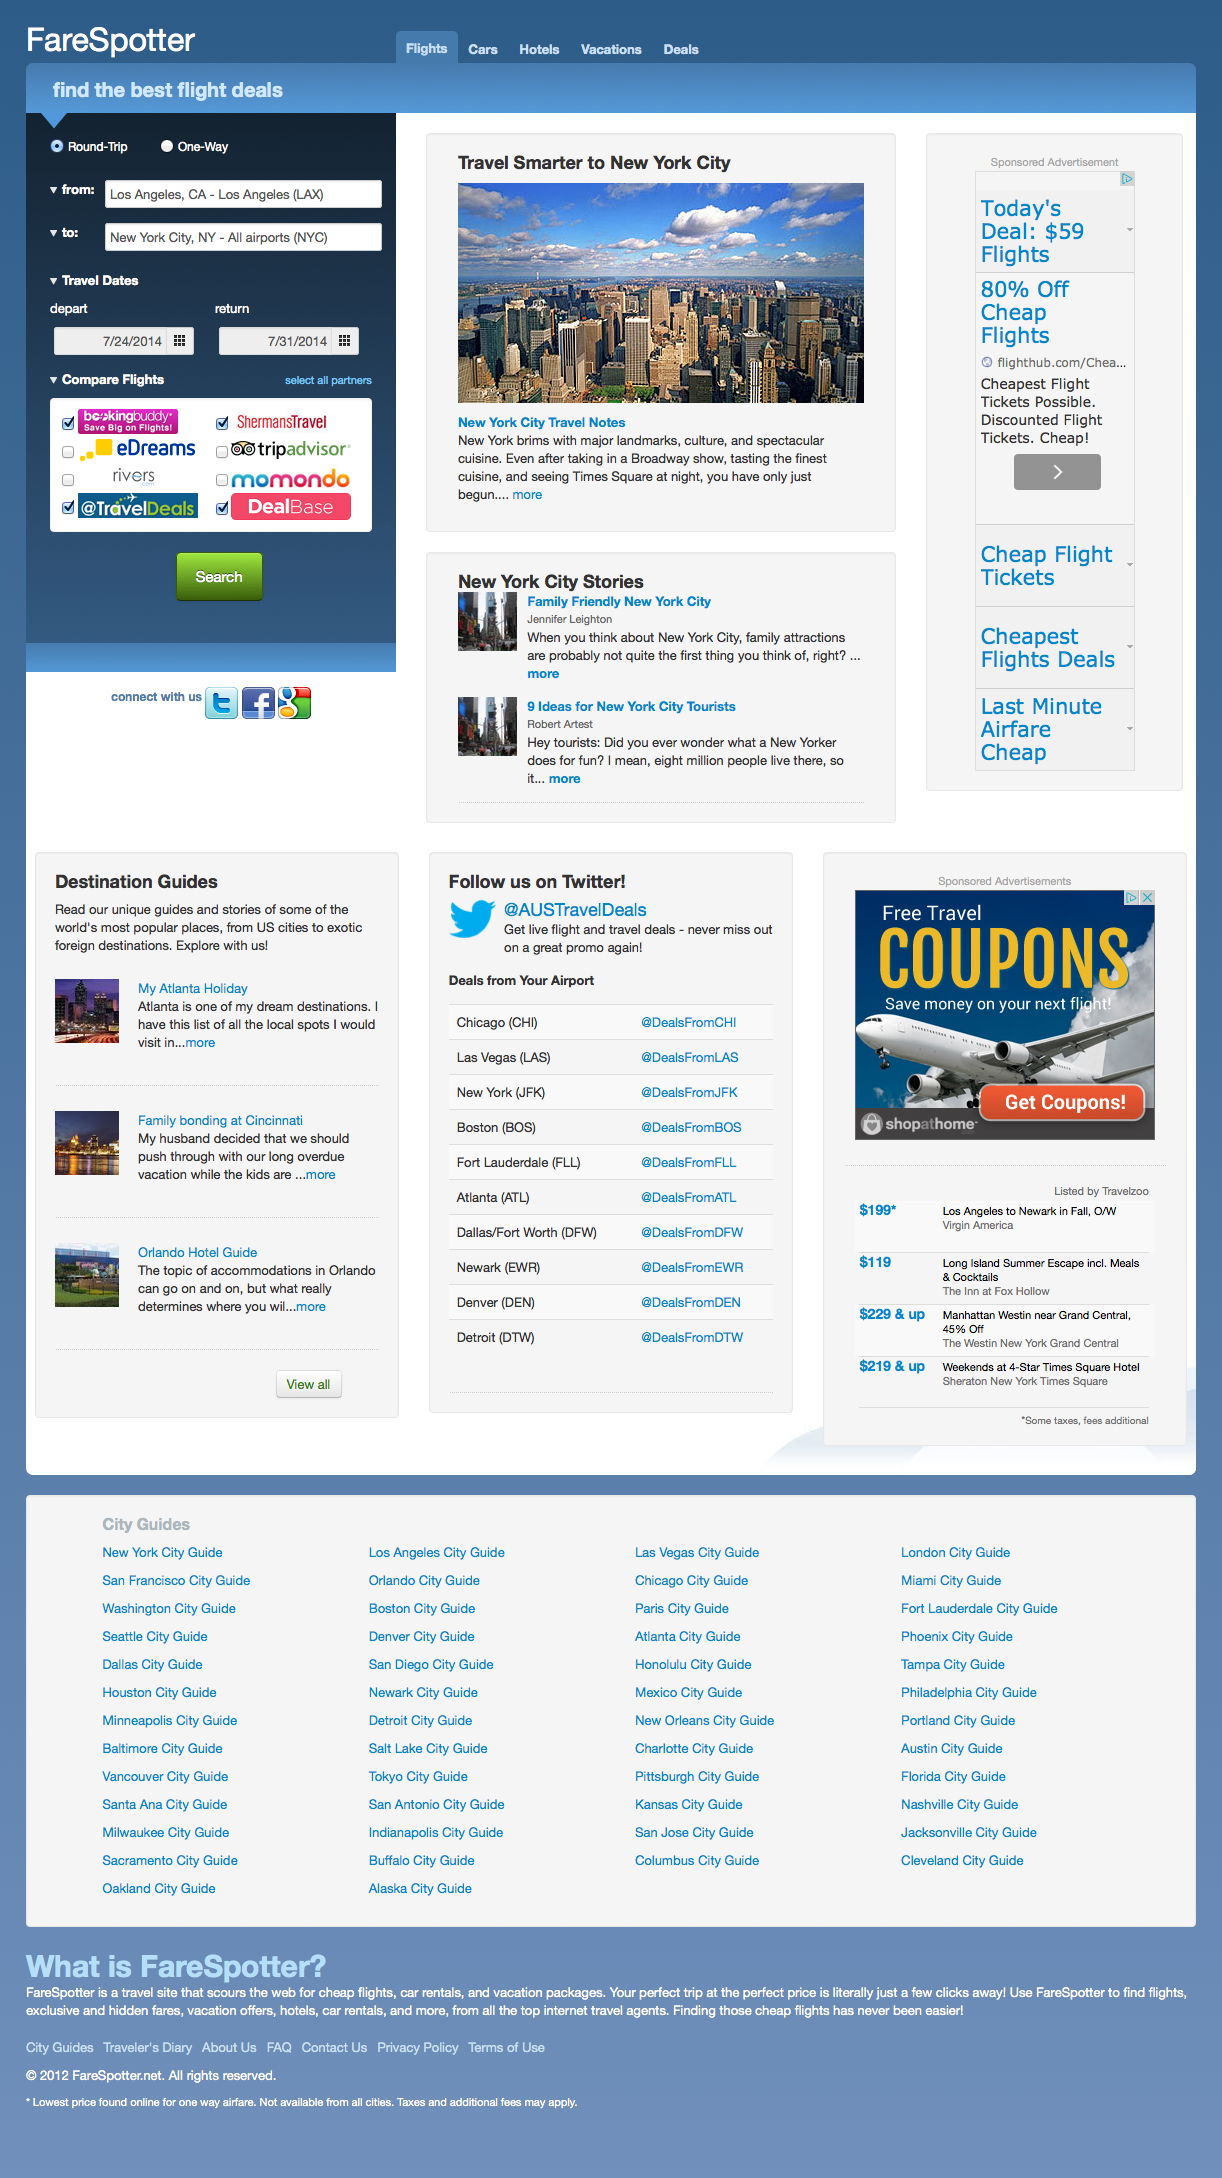 FareSpotter
Flights
Cars
Hotels
Vacations
Deals
find the best flight deals
Round-Trip
One-Way
from:
Los Angeles, CA - Los Angeles (LAX)
to:
New York City, NY - All airports (NYC)
Travel Dates
depart
return
7/24/2014
7/31/2014
Compare Flights
select all partners
bookingbuddy
Save Big on Flights!
ShermansTravel
eDreams
tripadvisor
rivers
.com
momondo
@TravelDeals
DealBase
Search
connect with us
Travel Smarter to New York City
New York City Travel Notes
New York brims with major landmarks, culture, and spectacular
cuisine. Even after taking in a Broadway show, tasting the finest
cuisine, and seeing Times Square at night, you have only just
begun.... more
New York City Stories
Family Friendly New York City
Jennifer Leighton
When you think about New York City, family attractions
are probably not quite the first thing you think of, right? ...
more
9 Ideas for New York City Tourists
Robert Artest
Hey tourists: Did you ever wonder what a New Yorker
does for fun? I mean, eight million people live there, so
it... more
Sponsored Advertisement
Today's
Deal: $59
Flights
80% Off
Cheap
Flights
flighthub.com/Chea...
Cheapest Flight
Tickets Possible.
Discounted Flight
Tickets. Cheap!
Cheap Flight
Tickets
Cheapest
Flights Deals
Last Minute
Airfare
Cheap
Destination Guides
Read our unique guides and stories of some of the
world's most popular places, from US cities to exotic
foreign destinations. Explore with us!
My Atlanta Holiday
Atlanta is one of my dream destinations. I
have this list of all the local spots I would
visit in...more
Family bonding at Cincinnati
My husband decided that we should
push through with our long overdue
vacation while the kids are ...more
Orlando Hotel Guide
The topic of accommodations in Orlando
can go on and on, but what really
determines where you wil...more
View all
Follow us on Twitter!
@AUSTravelDeals
Get live flight and travel deals - never miss out
on a great promo again!
Deals from Your Airport
Chicago (CHI) @DealsFromCHI
Las Vegas (LAS) @DealsFromLAS
New York (JFK) @DealsFromJFK
Boston (BOS) @DealsFromBOS
Fort Lauderdale (FLL) @DealsFromFLL
Atlanta (ATL) @DealsFromATL
Dallas/Fort Worth (DFW) @DealsFromDFW
Newark (EWR) @DealsFromEWR
Denver (DEN) @DealsFromDEN
Detroit (DTW) @DealsFromDTW
Sponsored Advertisements
Free Travel
COUPONS
Save money on your next flight!
Get Coupons!
shopathome
Listed by Travelzoo
$199* Los Angeles to Newark in Fall, O/W
Virgin America
$119 Long Island Summer Escape incl. Meals
& Cocktails
The Inn at Fox Hollow
$229 & up Manhattan Westin near Grand Central,
45% Off
The Westin New York Grand Central
$219 & up Weekends at 4-Star Times Square Hotel
Sheraton New York Times Square
*Some taxes, fees additional
City Guides
New York City Guide Los Angeles City Guide Las Vegas City Guide London City Guide
San Francisco City Guide Orlando City Guide Chicago City Guide Miami City Guide
Washington City Guide Boston City Guide Paris City Guide Fort Lauderdale City Guide
Seattle City Guide Denver City Guide Atlanta City Guide Phoenix City Guide
Dallas City Guide San Diego City Guide Honolulu City Guide Tampa City Guide
Houston City Guide Newark City Guide Mexico City Guide Philadelphia City Guide
Minneapolis City Guide Detroit City Guide New Orleans City Guide Portland City Guide
Baltimore City Guide Salt Lake City Guide Charlotte City Guide Austin City Guide
Vancouver City Guide Tokyo City Guide Pittsburgh City Guide Florida City Guide
Santa Ana City Guide San Antonio City Guide Kansas City Guide Nashville City Guide
Milwaukee City Guide Indianapolis City Guide San Jose City Guide Jacksonville City Guide
Sacramento City Guide Buffalo City Guide Columbus City Guide Cleveland City Guide
Oakland City Guide Alaska City Guide
What is FareSpotter?
FareSpotter is a travel site that scours the web for cheap flights, car rentals, and vacation packages. Your perfect trip at the perfect price is literally just a few clicks away! Use FareSpotter to find flights,
exclusive and hidden fares, vacation offers, hotels, car rentals, and more, from all the top internet travel agents. Finding those cheap flights has never been easier!
City Guides Traveler's Diary About Us FAQ Contact Us Privacy Policy Terms of Use
© 2012 FareSpotter.net. All rights reserved.
* Lowest price found online for one way airfare. Not available from all cities. Taxes and additional fees may apply.